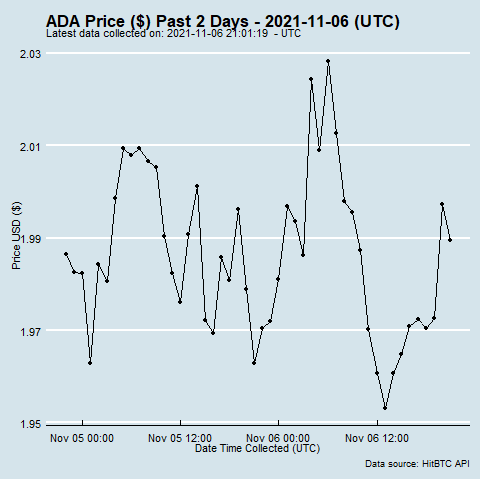 ADA Price ($) Past 2 Days - 2021-11-06 (UTC)
Latest data collected on: 2021-11-06 21:01:19 - UTC
2.03
2.01
1.99
1.97
1.95
Price USD ($)
Nov 05 00:00 Nov 05 12:00 Nov 06 00:00 Nov 06 12:00
Date Time Collected (UTC)
Data source: HitBTC API